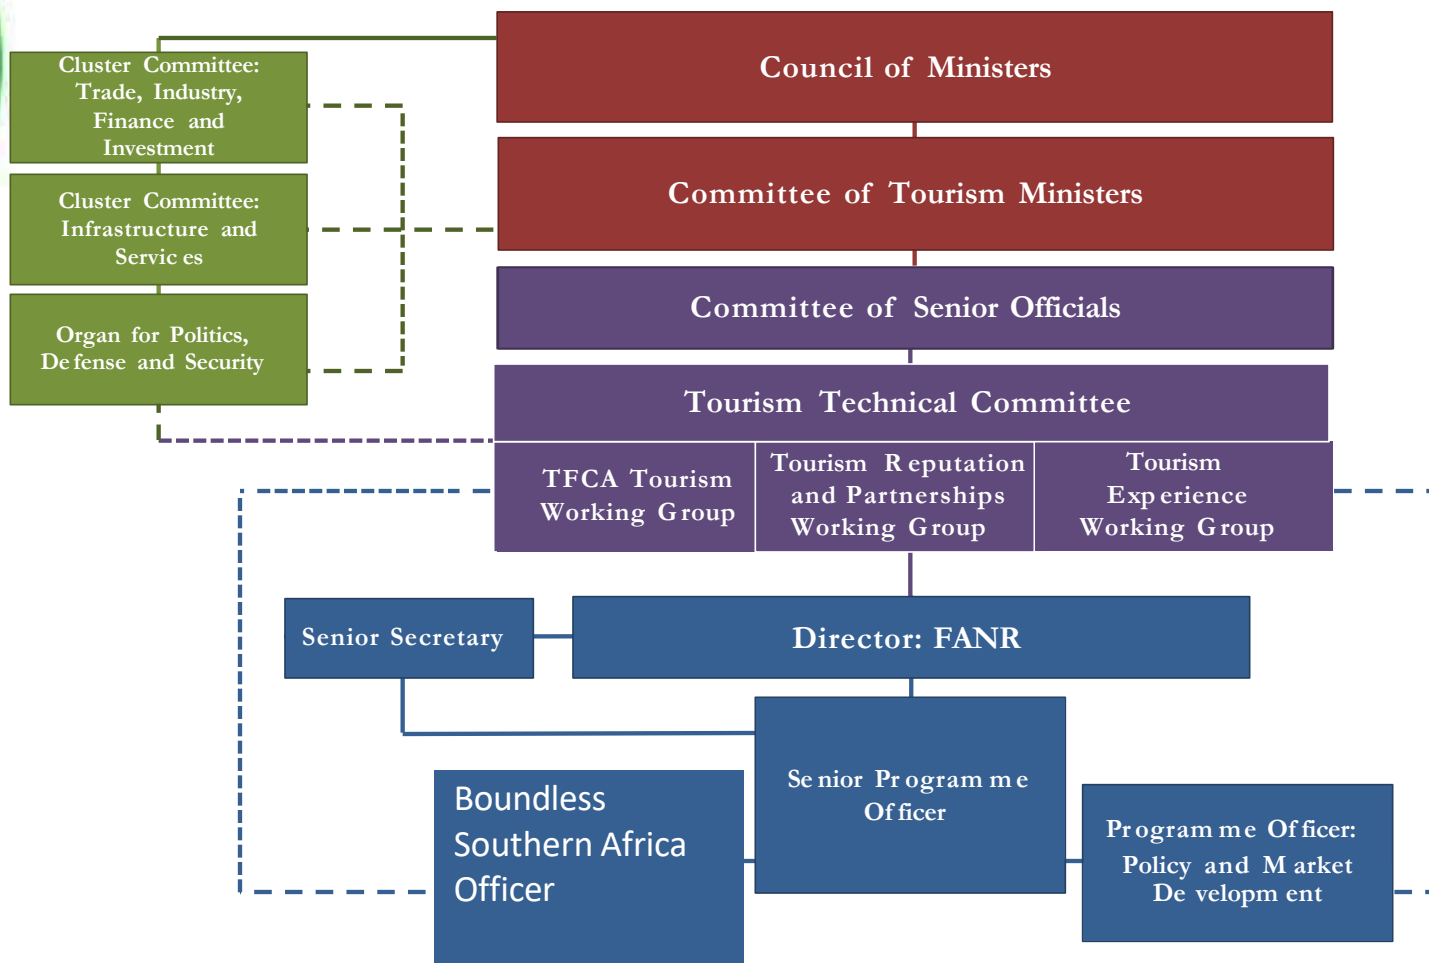 Cluster Committee:
Trade, Industry,
Finance and
Investment
Cluster Committee:
Infrastructure and
Services
Organ for Politics,
Defense and Security
Council of Ministers
Committee of Tourism Ministers
Committee of Senior Officials
Tourism Technical Committee
TFCA Tourism
Working Group
Tourism Reputation
and Partnerships
Working Group
Tourism
Experience
Working Group
Senior Secretary
Director: FANR
Senior Programme
Officer
Boundless
Southern Africa
Officer
Programme Officer:
Policy and Market
Development